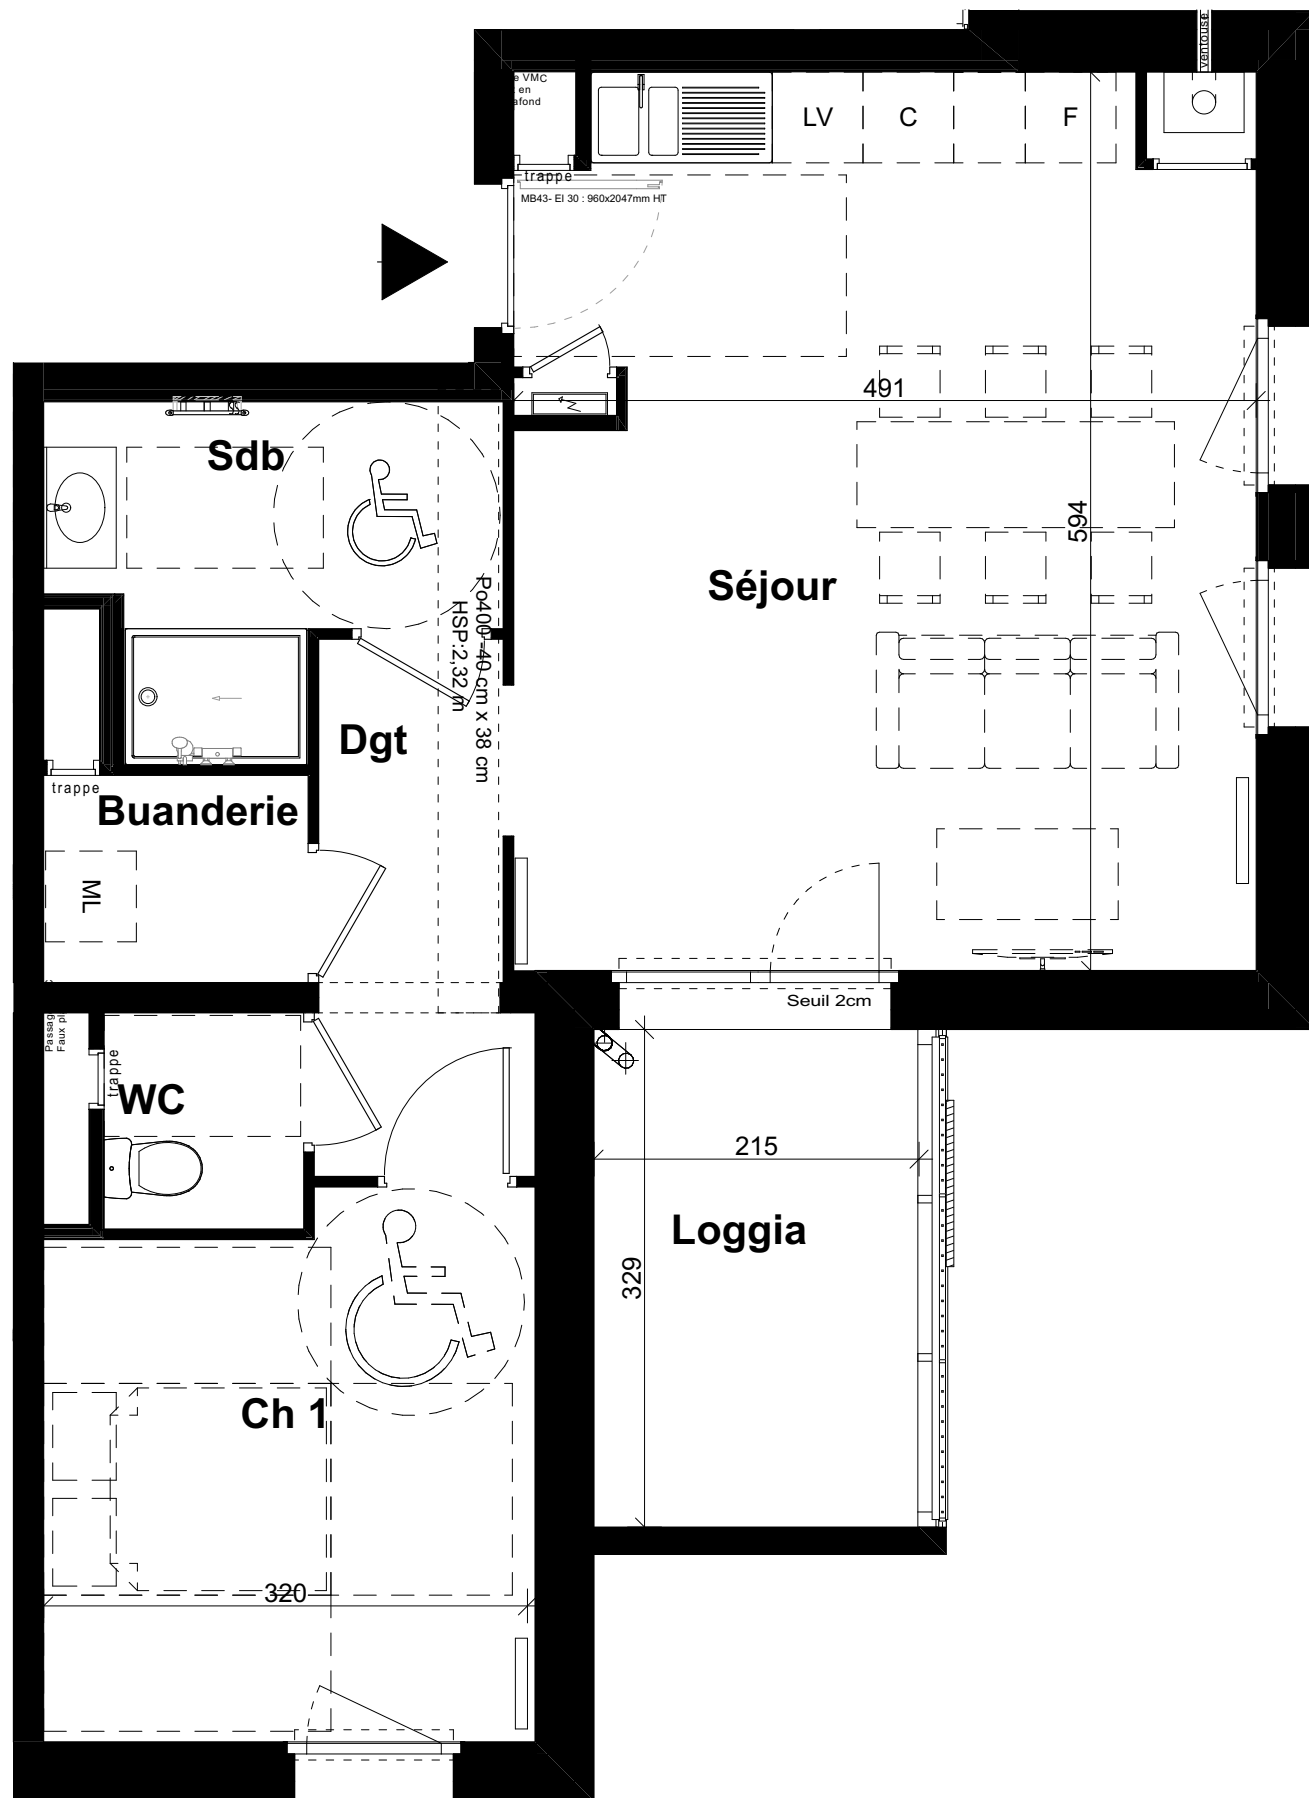 ventouse
e VMC
en
afond
LV
C
F
trappe
MB43- EI 30 : 960x2047mm HT
491
Sdb
594
Séjour
Po400-40 cm x 38 cm
HSP:2,32 m
Dgt
trappe
Buanderie
ML
Seuil 2cm
Passag
Faux pl
trappe
WC
215
Loggia
329
Ch 1
320